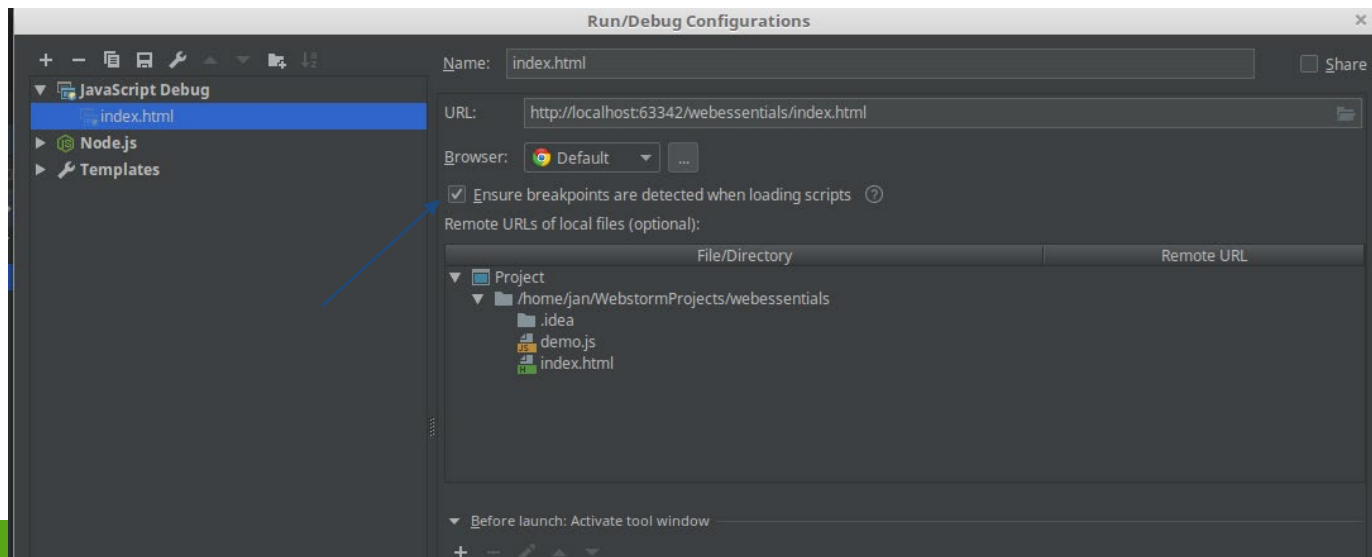 Run/Debug Configurations
Name: index.html Share
JavaScript Debug
index.html
Node.js
Templates
URL: http://localhost:63342/webessentials/index.html
Browser: Default ...
Ensure breakpoints are detected when loading scripts ?
Remote URLs of local files (optional):
File/Directory Remote URL
Project
/home/jan/WebstormProjects/webessentials
.idea
demo.js
index.html
Before launch: Activate tool window